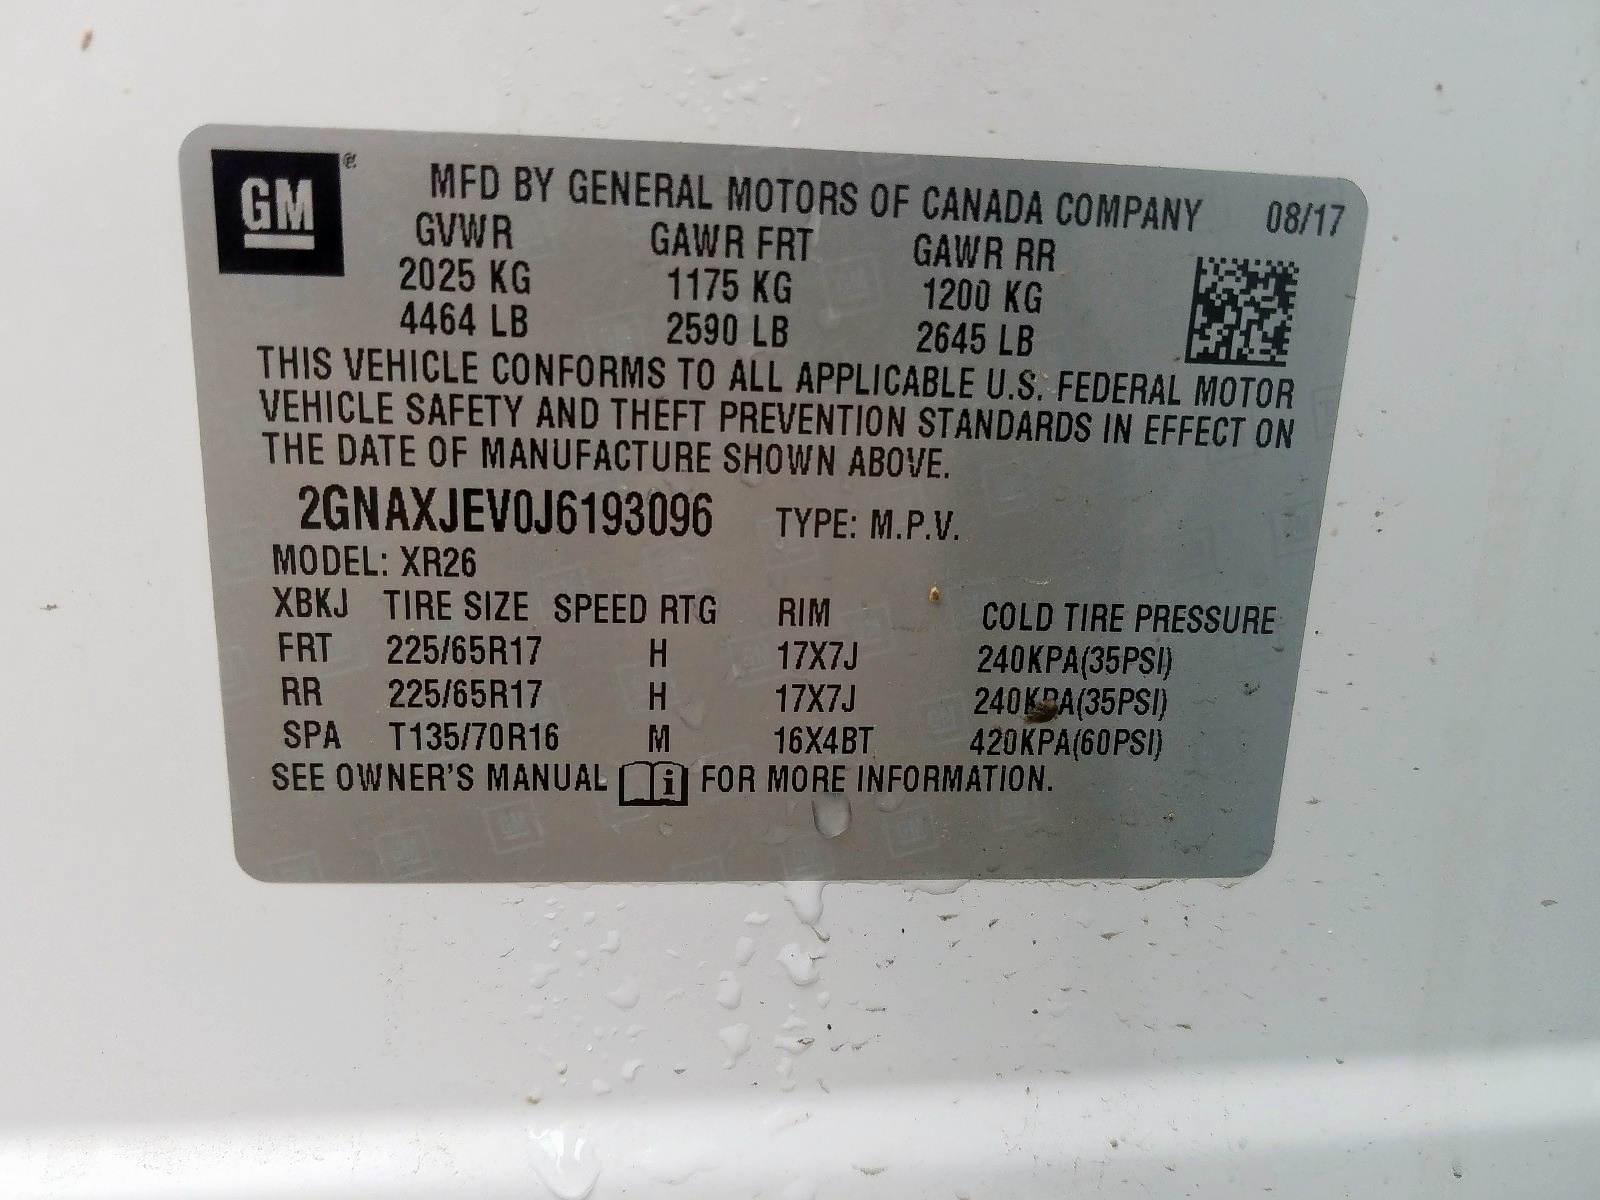 GM ®
MFD BY GENERAL MOTORS OF CANADA COMPANY 08/17
GVWR GAWR FRT GAWR RR
2025 KG 1175 KG 1200 KG
4464 LB 2590 LB 2645 LB
THIS VEHICLE CONFORMS TO ALL APPLICABLE U.S. FEDERAL MOTOR
VEHICLE SAFETY AND THEFT PREVENTION STANDARDS IN EFFECT ON
THE DATE OF MANUFACTURE SHOWN ABOVE.
2GNAXJEV0J6193096 TYPE: M.P.V.
MODEL: XR26
XBKJ TIRE SIZE SPEED RTG RIM COLD TIRE PRESSURE
FRT 225/65R17 H 17X7J 240KPA(35PSI)
RR 225/65R17 H 17X7J 240KPA(35PSI)
SPA T135/70R16 M 16X4BT 420KPA(60PSI)
SEE OWNER'S MANUAL i FOR MORE INFORMATION.